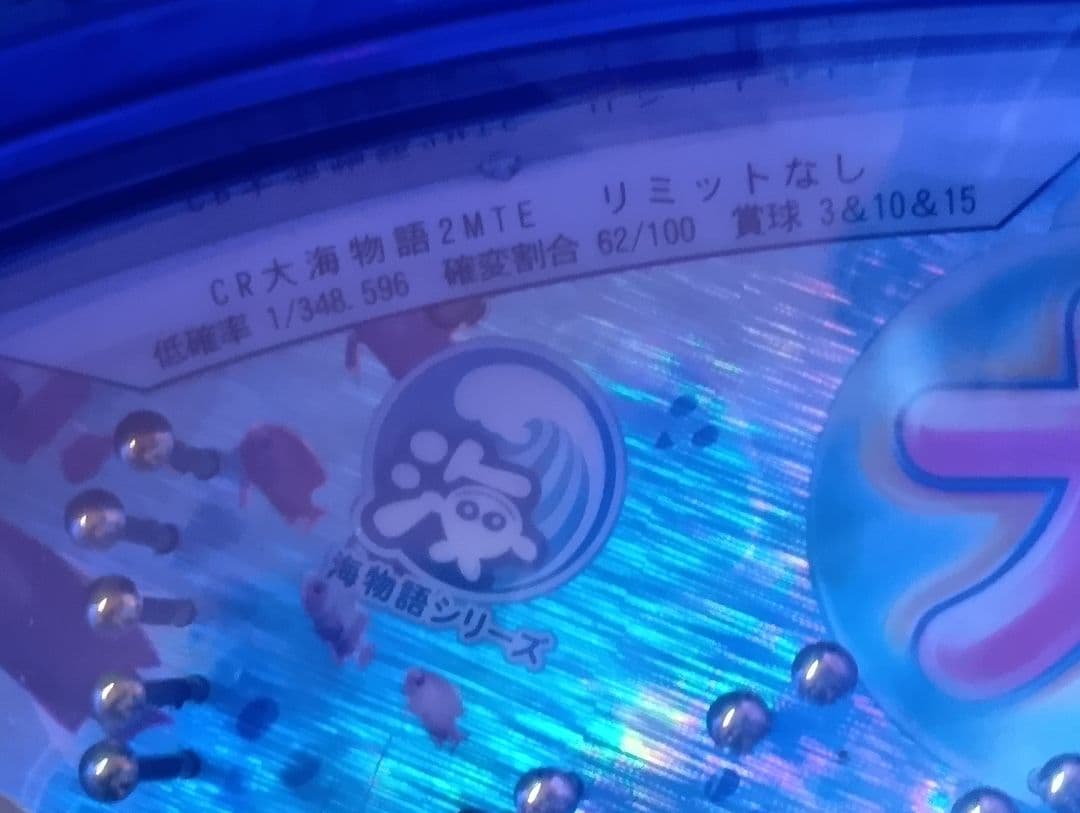 CR大海物語2MTE リミットなし
低確率 1/348.596 確変割合 62/100 賞球 3&10&15
海
海物語シリーズ